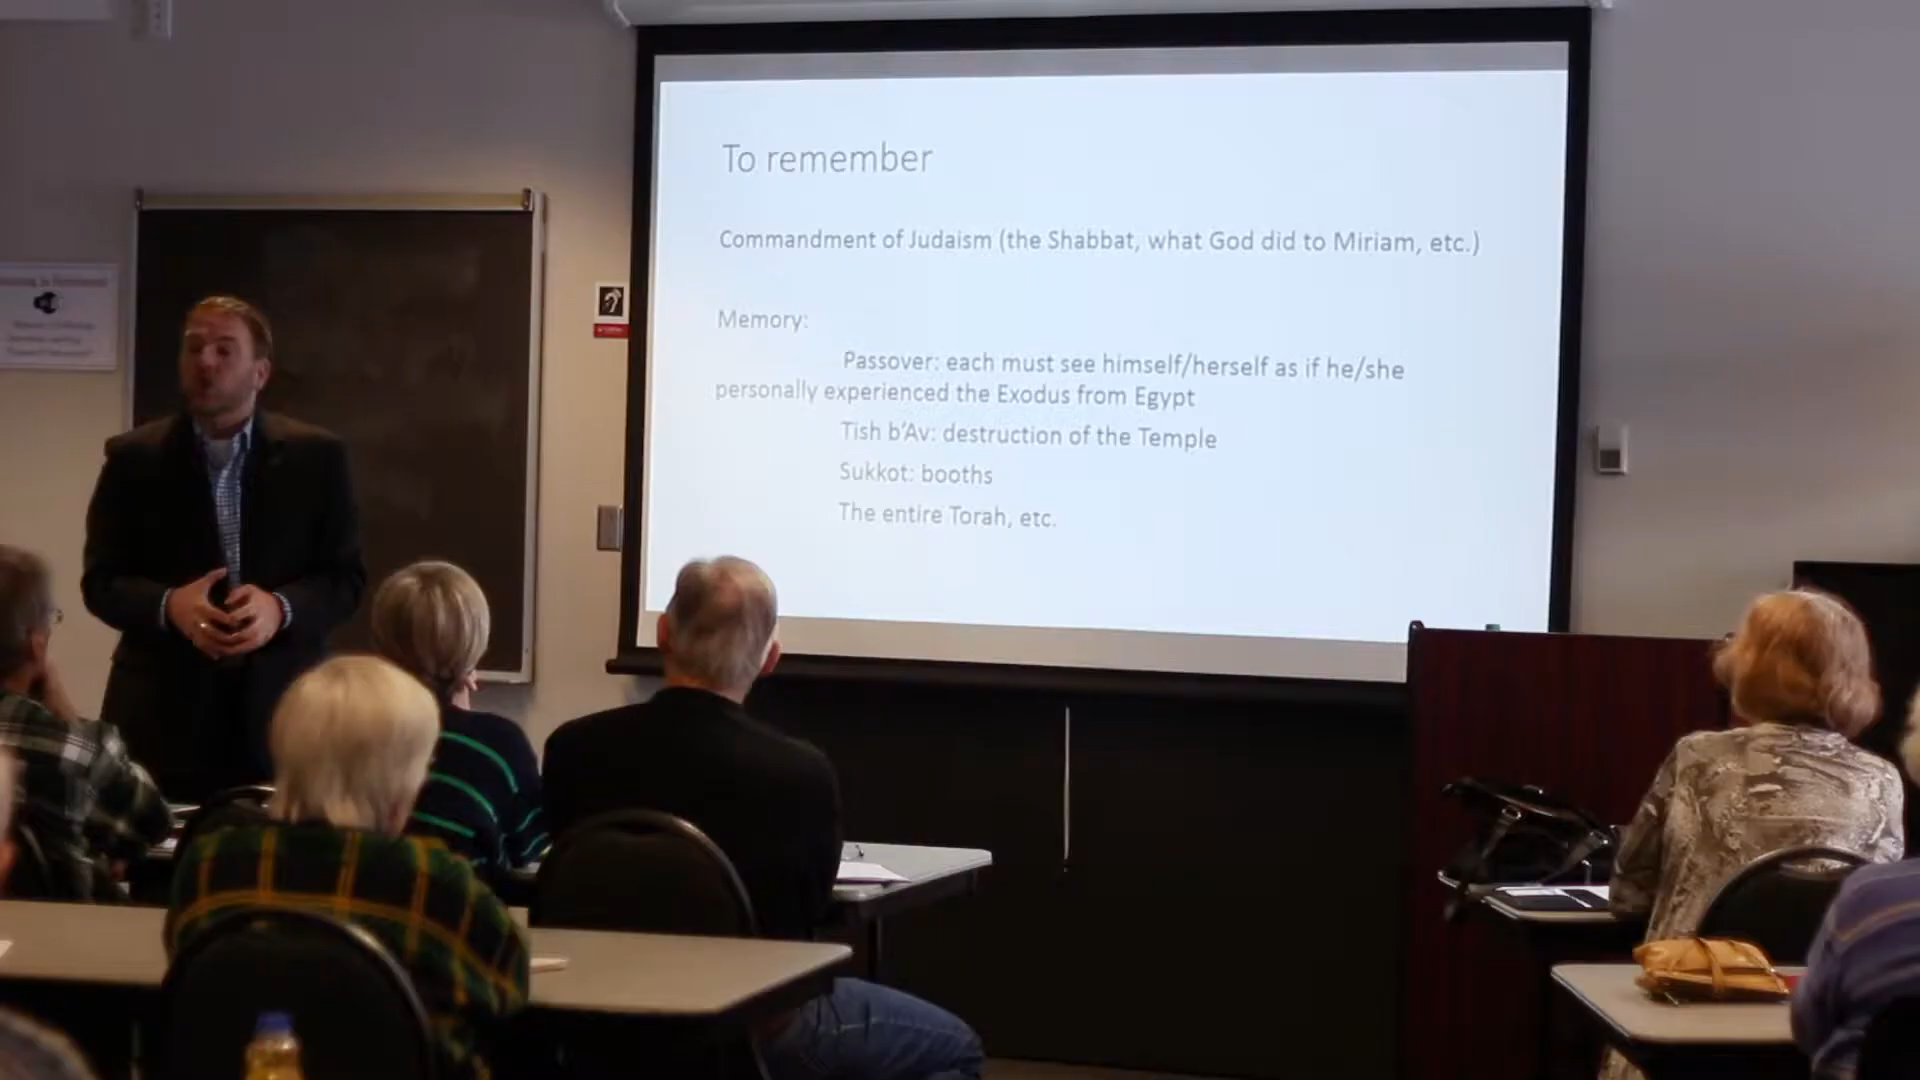 To remember
Commandment of Judaism (the Shabbat, what God did to Miriam, etc.)
Memory:
Passover: each must see himself/herself as if he/she
personally experienced the Exodus from Egypt
Tish b'Av: destruction of the Temple
Sukkot: booths
The entire Torah, etc.